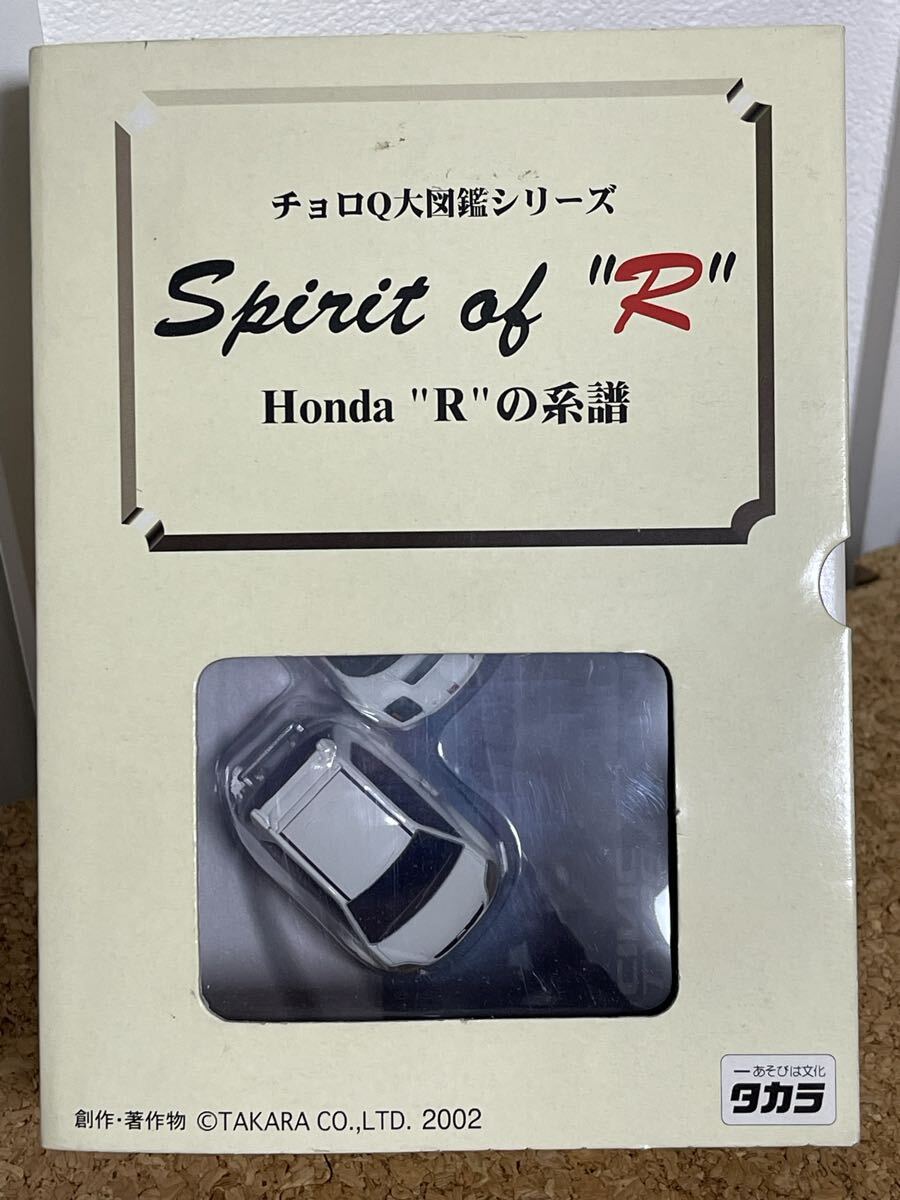 チョロQ大図鑑シリーズ
Spirit of "R"
Honda "R"の系譜
創作・著作物 ©TAKARA CO.,LTD. 2002
ーあそびは文化
タカラ